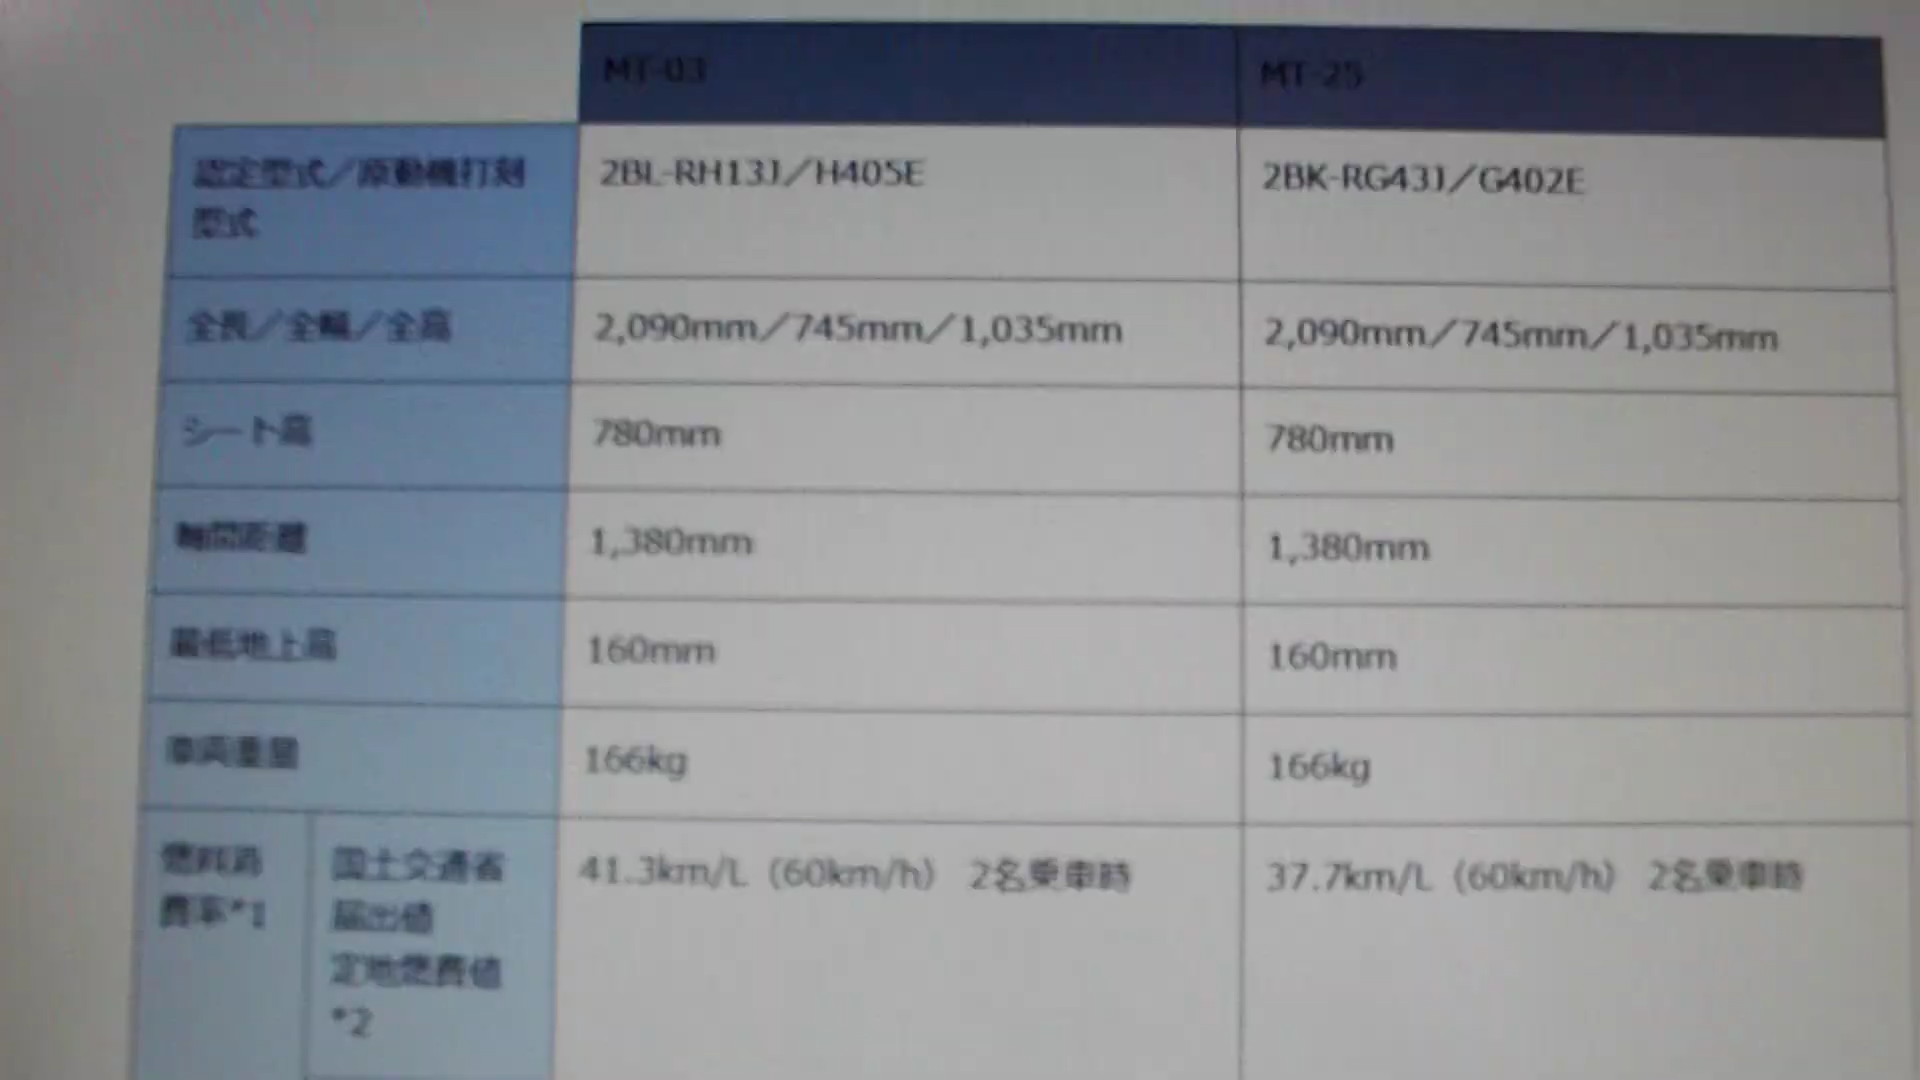 MT-03 MT-25
認定型式／原動機打刻 2BL-RH13J／H405E 2BK-RG43J／G402E
型式
全長／全幅／全高 2,090mm／745mm／1,035mm 2,090mm／745mm／1,035mm
シート高 780mm 780mm
軸間距離 1,380mm 1,380mm
最低地上高 160mm 160mm
車両重量 166kg 166kg
燃料消 国土交通省 41.3km/L（60km/h） 2名乗車時 37.7km/L（60km/h） 2名乗車時
費率*1 届出値
定地燃費値
*2